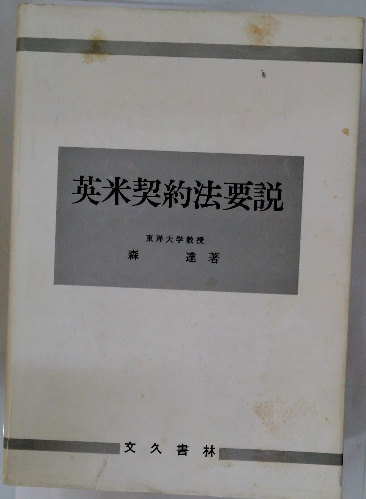 英米契約法要説
東洋大学教授
森 達 著
文久書林